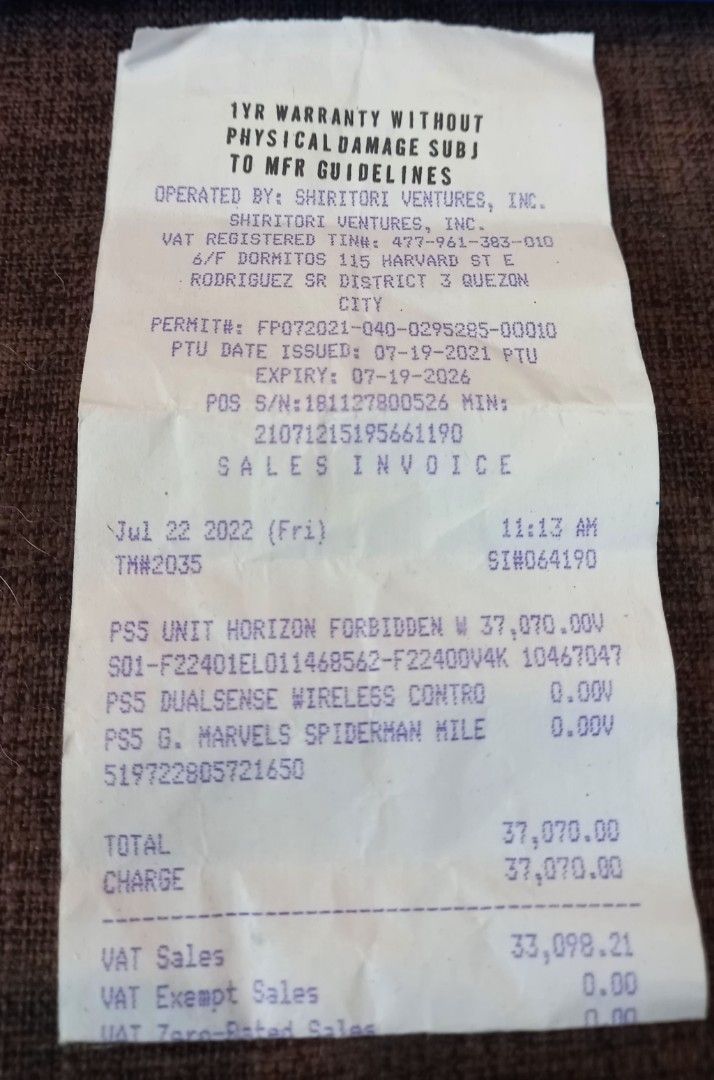 1YR WARRANTY WITHOUT
PHYSICAL DAMAGE SUBJ
TO MFR GUIDELINES
OPERATED BY: SHIRITORI VENTURES, INC.
SHIRITORI VENTURES, INC.
VAT REGISTERED TIN#: 477-961-383-010
6/F DORMITOS 115 HARVARD ST E
RODRIGUEZ SR DISTRICT 3 QUEZON
CITY
PERMIT#: FP072021-040-0295285-00010
PTU DATE ISSUED: 07-19-2021 PTU
EXPIRY: 07-19-2026
POS S/N:181127800526 MIN:
21071215195661190
SALES INVOICE
Jul 22 2022 (Fri) 11:13 AM
TM#2035 SI#064190
PS5 UNIT HORIZON FORBIDDEN W 37,070.00V
S01-F22401EL011468562-F22400V4K 10467047
PS5 DUALSENSE WIRELESS CONTRO 0.00V
PS5 G. MARVELS SPIDERMAN MILE 0.00V
519722805721650
TOTAL 37,070.00
CHARGE 37,070.00
VAT Sales 33,098.21
VAT Exempt Sales 0.00
VAT Zero-Rated Sales 0.00